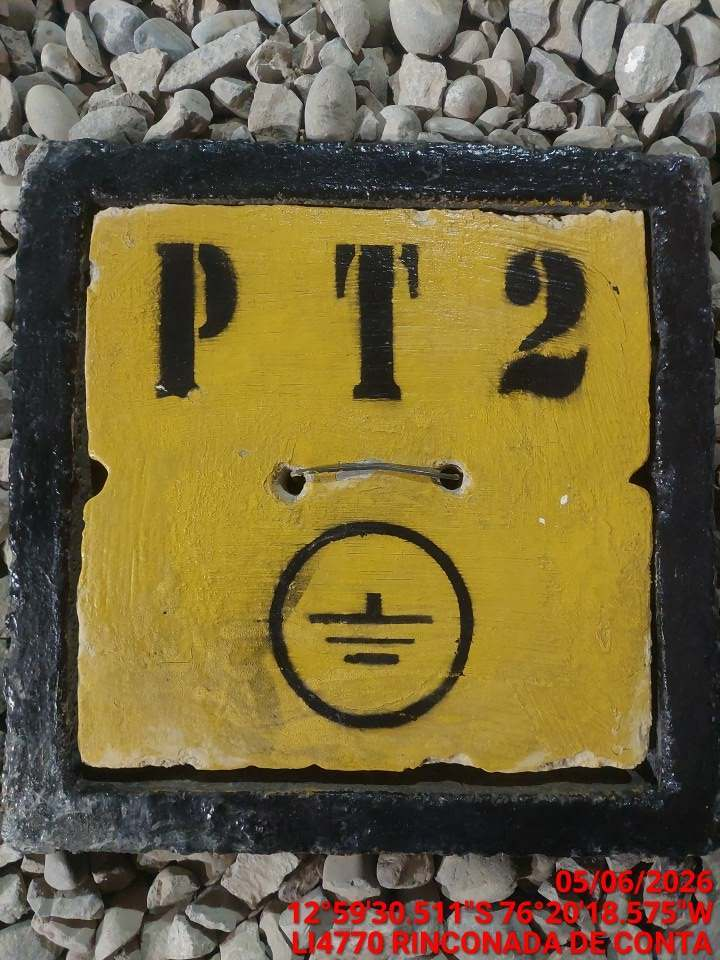 PT2
05/06/2026
12°59'30.511"S 76°20'18.575"W
LI4770 RINCONADA DE CONTA